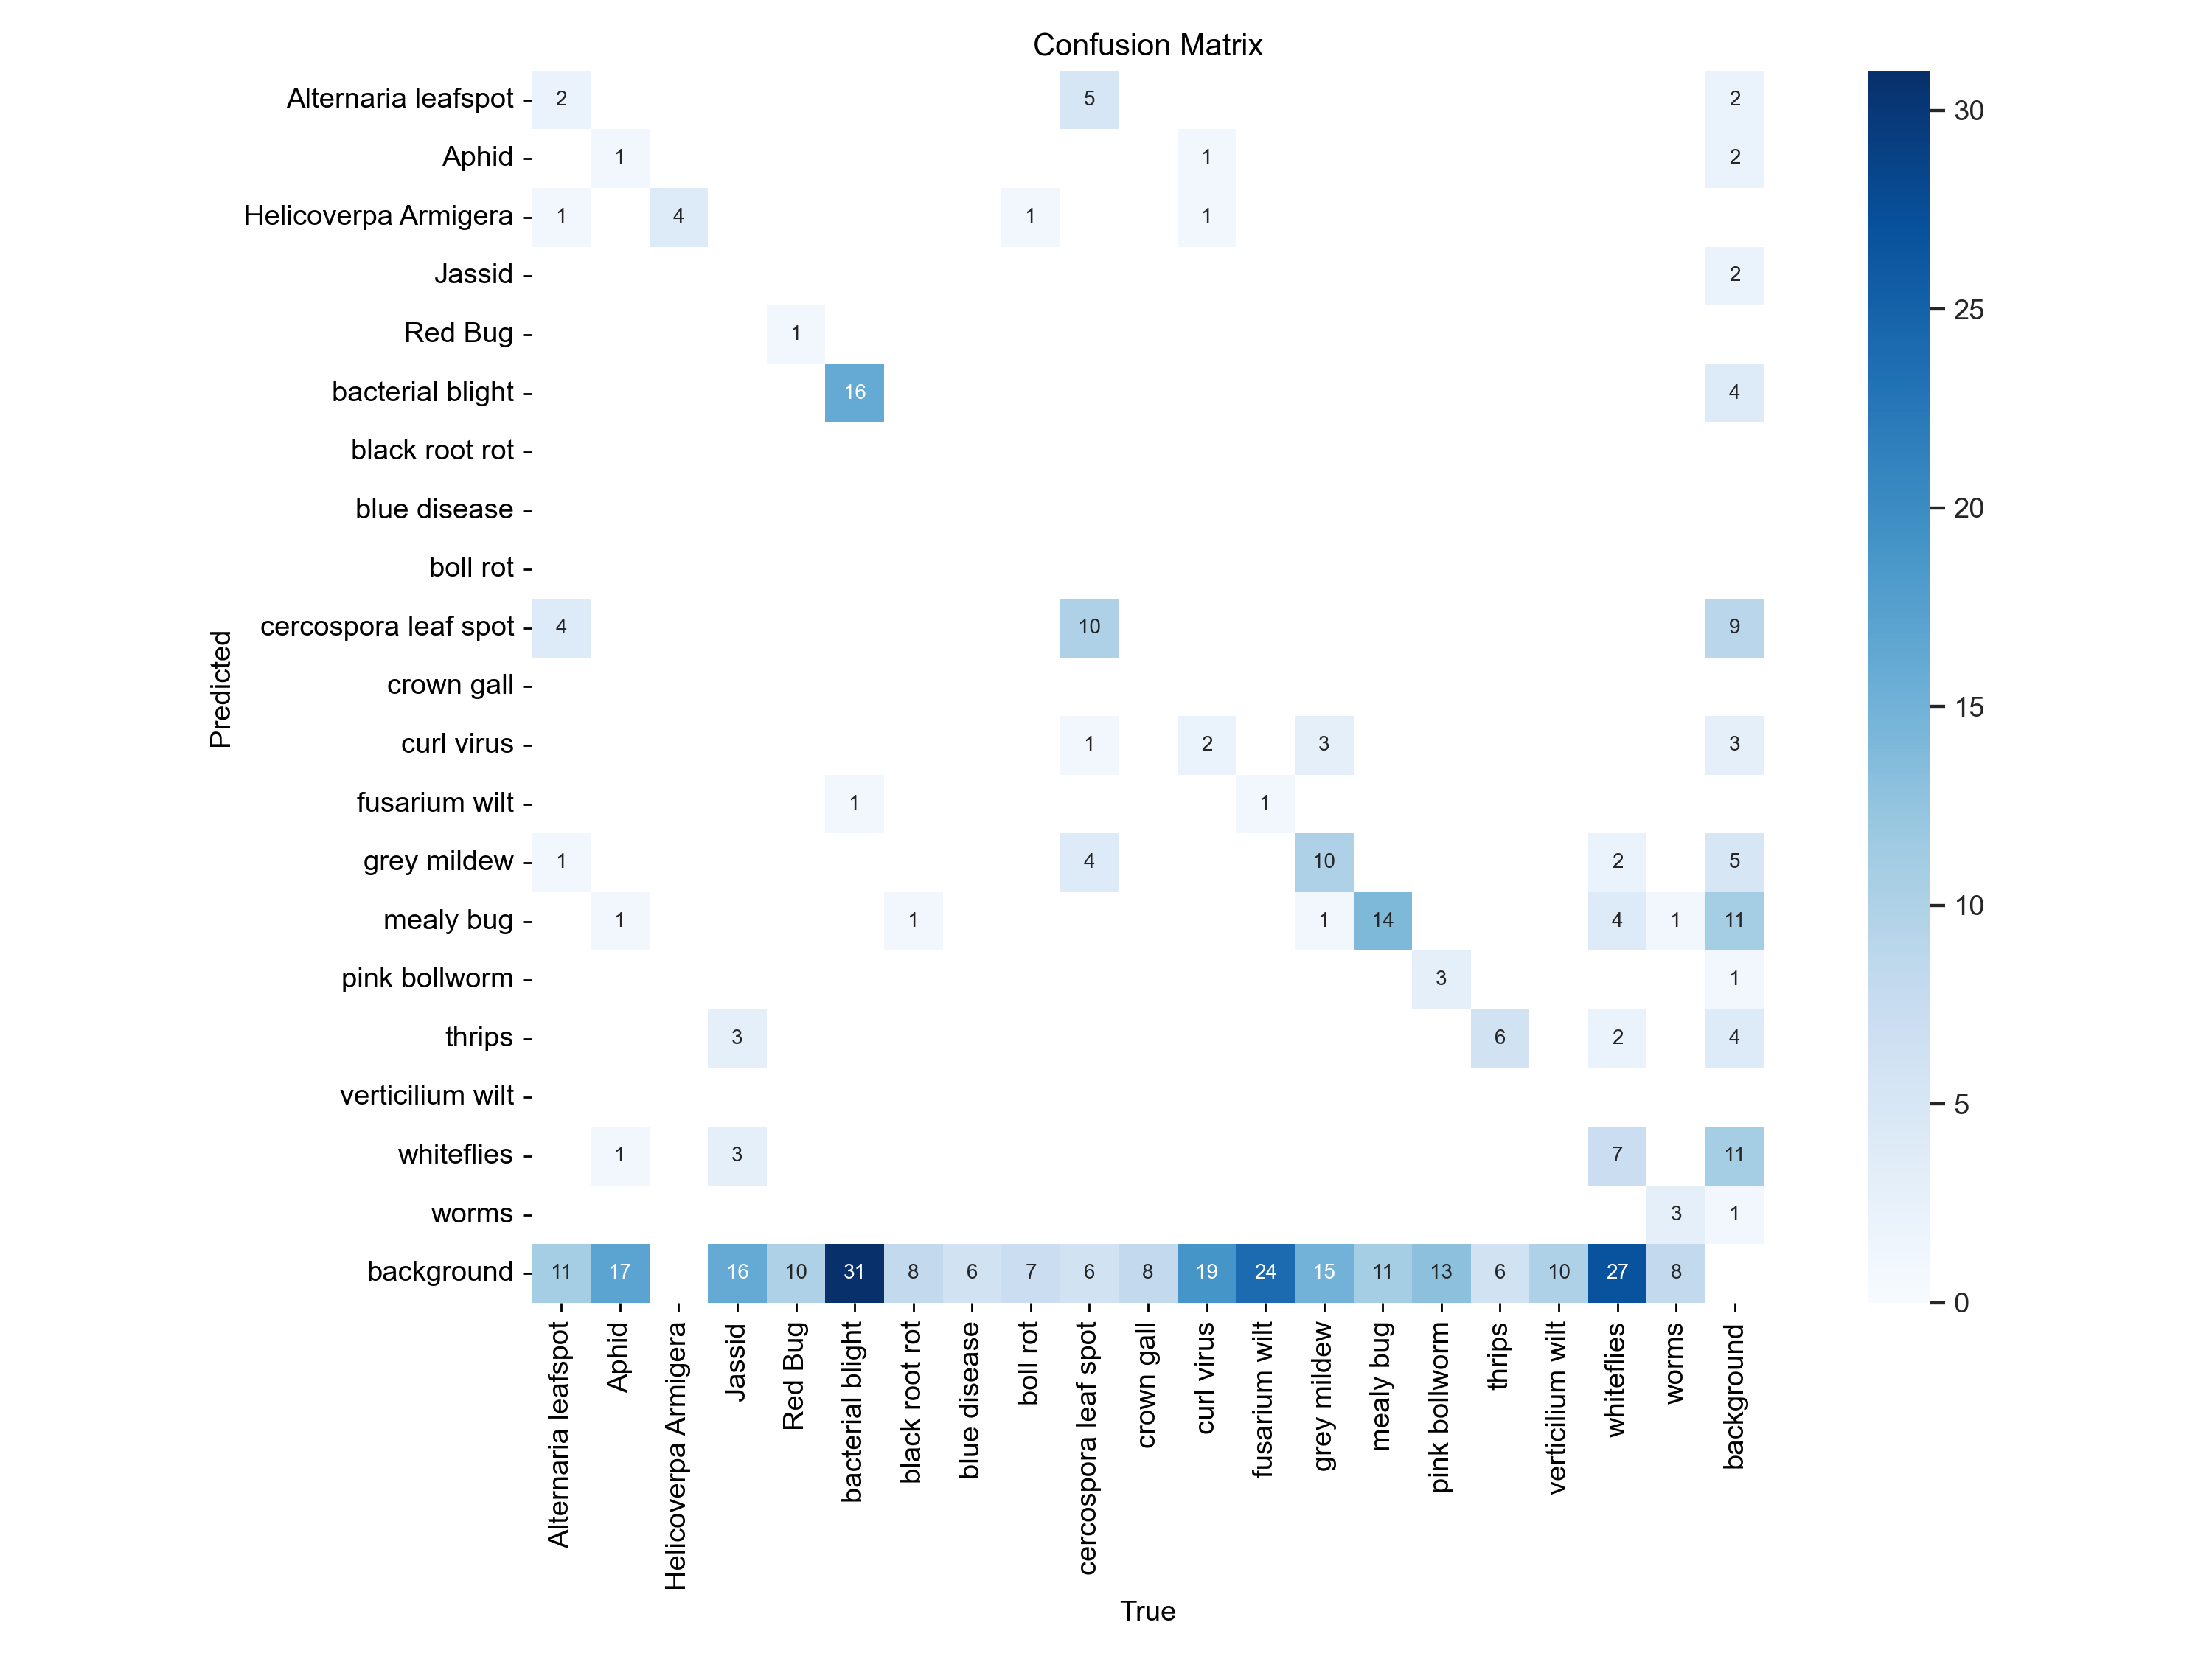 Confusion Matrix
Alternaria leafspot 2 5 2
Aphid 1 1 2
Helicoverpa Armigera 1 4 1 1
Jassid 2
Red Bug 1
bacterial blight 16 4
black root rot
blue disease
boll rot
cercospora leaf spot 4 10 9
crown gall
curl virus 1 2 3 3
fusarium wilt 1 1
grey mildew 1 4 10 2 5
mealy bug 1 1 1 14 4 1 11
pink bollworm 3 1
thrips 3 6 2 4
verticilium wilt
whiteflies 1 3 7 11
worms 3 1
background 11 17 16 10 31 8 6 7 6 8 19 24 15 11 13 6 10 27 8
Predicted
Alternaria leafspot
Aphid
Helicoverpa Armigera
Jassid
Red Bug
bacterial blight
black root rot
blue disease
boll rot
cercospora leaf spot
crown gall
curl virus
fusarium wilt
grey mildew
mealy bug
pink bollworm
thrips
verticilium wilt
whiteflies
worms
background
True
30
25
20
15
10
5
0